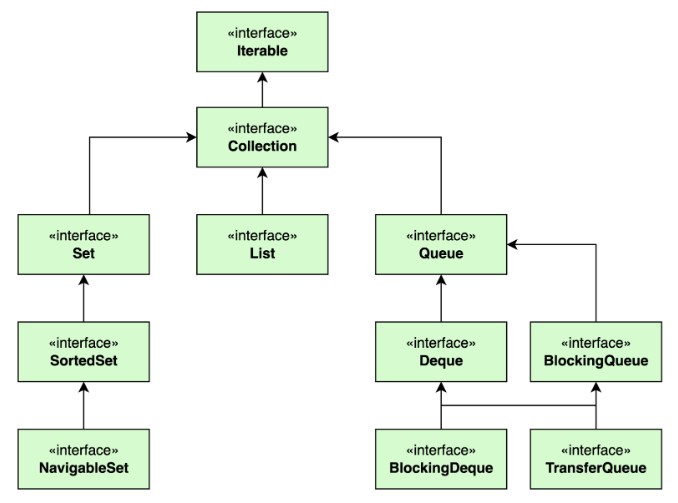 «interface»
Iterable
«interface»
Collection
«interface»
Set
«interface»
List
«interface»
Queue
«interface»
SortedSet
«interface»
Deque
«interface»
BlockingQueue
«interface»
NavigableSet
«interface»
BlockingDeque
«interface»
TransferQueue